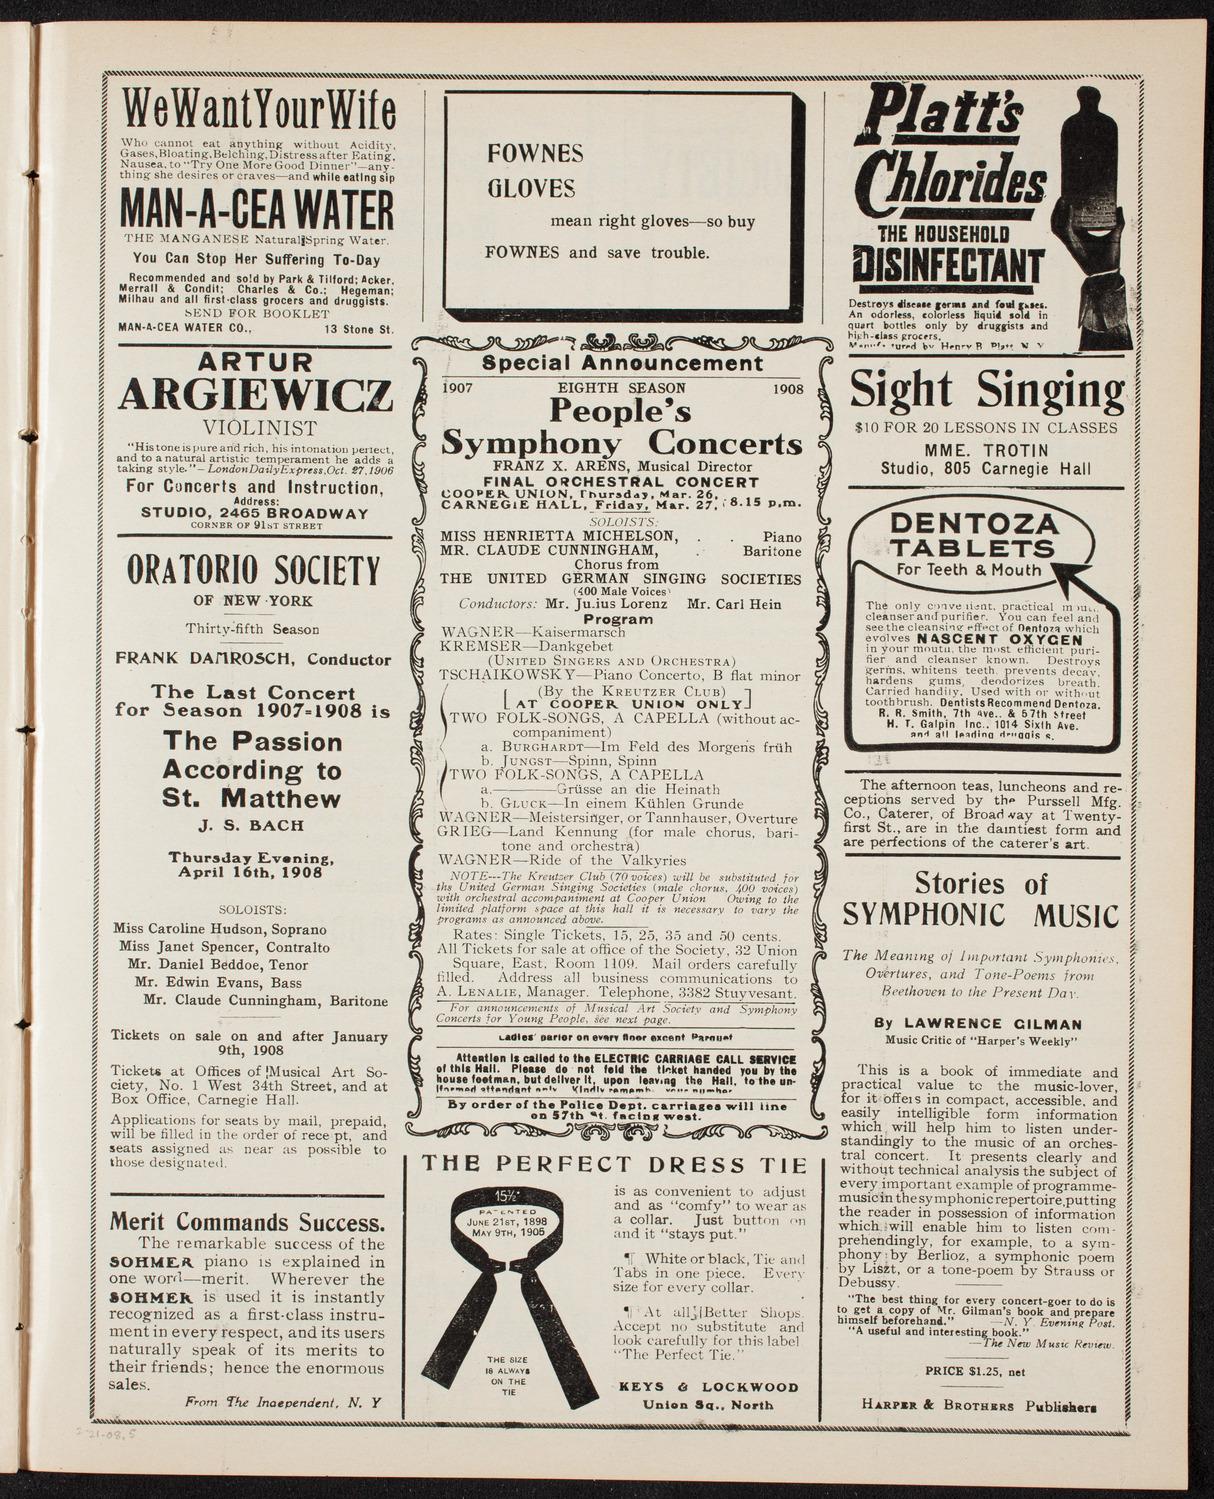 We Want Your Wife
Who cannot eat anything without Acidity,
Gases, Bloating, Belching, Distress after Eating,
Nausea, to "Try One More Good Dinner"—any-
thing she desires or craves—and while eating sip
MAN-A-CEA WATER
THE MANGANESE Natural Spring Water.
You Can Stop Her Suffering To-Day
Recommended and sold by Park & Tilford; Acker,
Merrall & Condit; Charles & Co.; Hegeman;
Milhau and all first-class grocers and druggists.
SEND FOR BOOKLET
MAN-A-CEA WATER CO., 13 Stone St.
ARTUR
ARGIEWICZ
VIOLINIST
"His tone is pure and rich, his intonation perfect,
and to a natural artistic temperament he adds a
taking style."—London Daily Express, Oct. 27, 1906
For Concerts and Instruction,
Address:
STUDIO, 2465 BROADWAY
CORNER OF 91ST STREET
ORATORIO SOCIETY
OF NEW YORK
Thirty-fifth Season
FRANK DAMROSCH, Conductor
The Last Concert
for Season 1907=1908 is
The Passion
According to
St. Matthew
J. S. BACH
Thursday Evening,
April 16th, 1908
SOLOISTS:
Miss Caroline Hudson, Soprano
Miss Janet Spencer, Contralto
Mr. Daniel Beddoe, Tenor
Mr. Edwin Evans, Bass
Mr. Claude Cunningham, Baritone
Tickets on sale on and after January
9th, 1908
Tickets at Offices of Musical Art So-
ciety, No. 1 West 34th Street, and at
Box Office, Carnegie Hall.
Applications for seats by mail, prepaid,
will be filled in the order of receipt, and
seats assigned as near as possible to
those designated.
Merit Commands Success.
The remarkable success of the
SOHMER piano is explained in
one word—merit. Wherever the
SOHMER is used it is instantly
recognized as a first-class instru-
ment in every respect, and its users
naturally speak of its merits to
their friends; hence the enormous
sales.
From The Independent, N. Y
FOWNES
GLOVES
mean right gloves—so buy
FOWNES and save trouble.
Special Announcement
1907 EIGHTH SEASON 1908
People's
Symphony Concerts
FRANZ X. ARENS, Musical Director
FINAL ORCHESTRAL CONCERT
COOPER UNION, Thursday, Mar. 26,
CARNEGIE HALL, Friday, Mar. 27, 8.15 p.m.
SOLOISTS:
MISS HENRIETTA MICHELSON, . . Piano
MR. CLAUDE CUNNINGHAM, . Baritone
Chorus from
THE UNITED GERMAN SINGING SOCIETIES
(400 Male Voices)
Conductors: Mr. Julius Lorenz Mr. Carl Hein
Program
WAGNER—Kaisermarsch
KREMSER—Dankgebet
(UNITED SINGERS AND ORCHESTRA)
TSCHAIKOWSKY—Piano Concerto, B flat minor
(By the KREUTZER CLUB)
AT COOPER UNION ONLY
TWO FOLK-SONGS, A CAPELLA (without ac-
companiment)
a. BURGHARDT—Im Feld des Morgens früh
b. JUNGST—Spinn, Spinn
TWO FOLK-SONGS, A CAPELLA
a.————Grüsse an die Heinath
b. GLUCK—In einem Kühlen Grunde
WAGNER—Meistersinger, or Tannhauser, Overture
GRIEG—Land Kennung (for male chorus, bari-
tone and orchestra)
WAGNER—Ride of the Valkyries
NOTE---The Kreutzer Club (70 voices) will be substituted for
the United German Singing Societies (male chorus, 400 voices)
with orchestral accompaniment at Cooper Union Owing to the
limited platform space at this hall it is necessary to vary the
programs as announced above.
Rates: Single Tickets, 15, 25, 35 and 50 cents.
All Tickets for sale at office of the Society, 32 Union
Square, East, Room 1109. Mail orders carefully
filled. Address all business communications to
A. LENALIE, Manager. Telephone, 3382 Stuyvesant.
For announcements of Musical Art Society and Symphony
Concerts for Young People, see next page.
Ladies' parlor on every floor except Parquet
Attention is called to the ELECTRIC CARRIAGE CALL SERVICE
of this Hall. Please do not fold the ticket handed you by the
house footman, but deliver it, upon leaving the Hall, to the un-
iformed attendant only Kindly remember your number
By order of the Police Dept. carriages will line
on 57th St. facing west.
THE PERFECT DRESS TIE
15½
PATENTED
JUNE 21ST, 1898
MAY 9TH, 1905
THE SIZE
IS ALWAYS
ON THE
TIE
is as convenient to adjust
and as "comfy" to wear as
a collar. Just button on
and it "stays put."
¶ White or black, Tie and
Tabs in one piece. Every
size for every collar.
¶ At all Better Shops.
Accept no substitute and
look carefully for this label
"The Perfect Tie."
KEYS & LOCKWOOD
Union Sq., North
Platt's
Chlorides
THE HOUSEHOLD
DISINFECTANT
Destroys disease germs and foul gases.
An odorless, colorless liquid sold in
quart bottles only by druggists and
high-class grocers.
Manufactured by Henry B. Platt N Y
Sight Singing
$10 FOR 20 LESSONS IN CLASSES
MME. TROTIN
Studio, 805 Carnegie Hall
DENTOZA
TABLETS
For Teeth & Mouth
The only convenient, practical mouth
cleanser and purifier. You can feel and
see the cleansing effect of Dentoza which
evolves NASCENT OXYGEN
in your mouth, the most efficient puri-
fier and cleanser known. Destroys
germs, whitens teeth, prevents decay,
hardens gums, deodorizes breath.
Carried handily, Used with or without
toothbrush. Dentists Recommend Dentoza.
R. R. Smith, 7th Ave., & 57th Street
H. T. Galpin Inc., 1014 Sixth Ave.
and all leading druggists.
The afternoon teas, luncheons and re-
ceptions served by the Purssell Mfg.
Co., Caterer, of Broadway at Twenty-
first St., are in the daintiest form and
are perfections of the caterer's art.
Stories of
SYMPHONIC MUSIC
The Meaning of Important Symphonies,
Overtures, and Tone-Poems from
Beethoven to the Present Day.
By LAWRENCE GILMAN
Music Critic of "Harper's Weekly"
This is a book of immediate and
practical value to the music-lover,
for it offers in compact, accessible, and
easily intelligible form information
which will help him to listen under-
standingly to the music of an orches-
tral concert. It presents clearly and
without technical analysis the subject of
every important example of programme-
music in the symphonic repertoire, putting
the reader in possession of information
which will enable him to listen com-
prehendingly, for example, to a sym-
phony by Berlioz, a symphonic poem
by Liszt, or a tone-poem by Strauss or
Debussy.
"The best thing for every concert-goer to do is
to get a copy of Mr. Gilman's book and prepare
himself beforehand." —N. Y. Evening Post.
"A useful and interesting book."
—The New Music Review.
PRICE $1.25, net
HARPER & BROTHERS Publishers